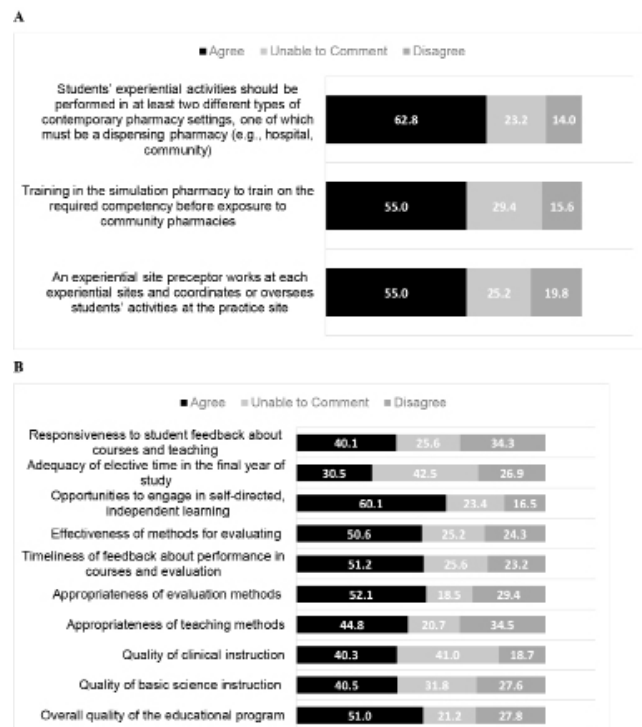 A
Agree Unable to Comment Disagree
Students' experiential activities should be
performed in at least two different types of
contemporary pharmacy settings, one of which
must be a dispensing pharmacy (e.g., hospital,
community)
62.8 23.2 14.0
Training in the simulation pharmacy to train on the
required competency before exposure to
community pharmacies
55.0 29.4 15.6
An experiential site preceptor works at each
experiential sites and coordinates or oversees
students' activities at the practice site
55.0 25.2 19.8
B
Agree Unable to Comment Disagree
Responsiveness to student feedback about
courses and teaching
40.1 25.6 34.3
Adequacy of elective time in the final year of
study
30.5 42.5 26.9
Opportunities to engage in self-directed,
independent learning
60.1 23.4 16.5
Effectiveness of methods for evaluating
50.6 25.2 24.3
Timeliness of feedback about performance in
courses and evaluation
51.2 25.6 23.2
Appropriateness of evaluation methods
52.1 18.5 29.4
Appropriateness of teaching methods
44.8 20.7 34.5
Quality of clinical instruction
40.3 41.0 18.7
Quality of basic science instruction
40.5 31.8 27.6
Overall quality of the educational program
51.0 21.2 27.8